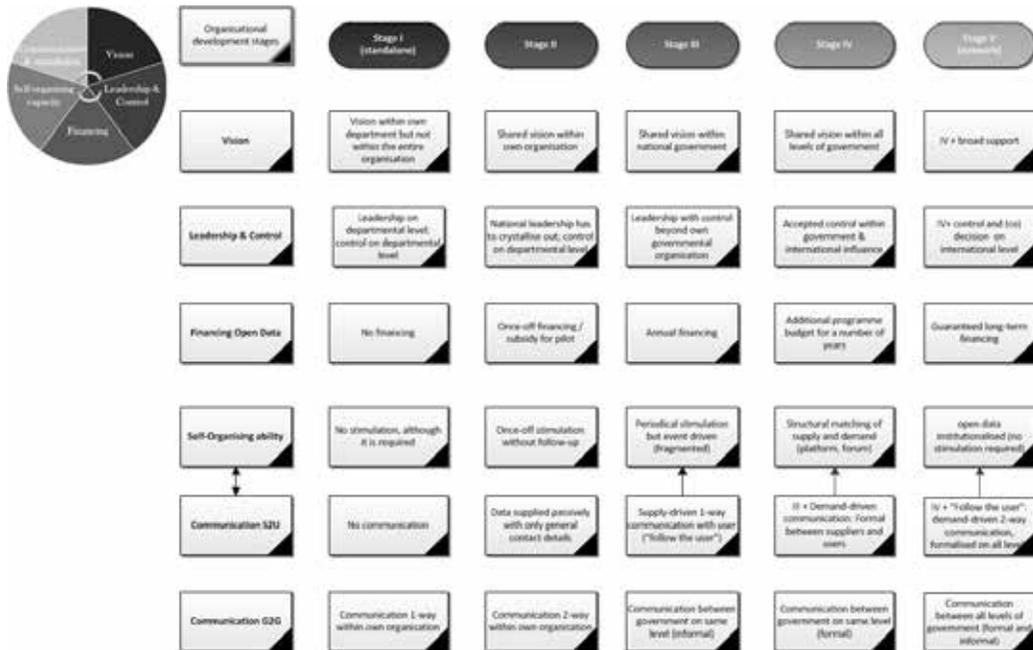 Vision
Leadership &
Control
Financing
Self-organising
capacity
Organisational
development stages
Stage I
(standalone)
Stage II
Stage III
Stage IV
Stage V
(network)
Vision
Vision within own
department but not
within the entire
organisation
Shared vision within
own organisation
Shared vision within
national government
Shared vision within all
levels of government
IV + broad support
Leadership & Control
Leadership on
departmental level;
control on departmental
level
National leadership has
to crystallise out; control
on departmental level
Leadership with control
beyond own
governmental
organisation
Accepted control within
government &
international influence
IV+ control and (co)
decision on
international level
Financing Open Data
No financing
Once-off financing /
subsidy for pilot
Annual financing
Additional programme
budget for a number of
years
Guaranteed long-term
financing
Self-Organising ability
No stimulation, although
it is required
Once-off stimulation
without follow-up
Periodical stimulation
but event driven
(fragmented)
Structural matching of
supply and demand
(platform, forum)
open data
institutionalised (no
stimulation required)
Communication S2U
No communication
Data supplied passively
with only general
contact details
Supply-driven 1-way
communication with user
("follow the user")
III + Demand-driven
communication: Formal
between suppliers and
users
IV + "Follow the user":
demand-driven 2-way
communication,
formalised on all level
Communication G2G
Communication 1-way
within own organisation
Communication 2-way
within own organisation
Communication between
government on same
level (informal)
Communication between
government on same level
(formal)
Communication
between all levels of
government (formal and
informal)